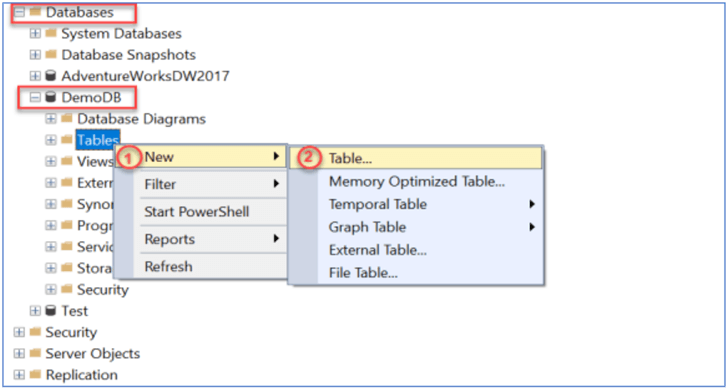 Databases
System Databases
Database Snapshots
AdventureWorksDW2017
DemoDB
Database Diagrams
Tables
Views
Extern
Synon
Progr
Servic
Stora
Security
Test
Security
Server Objects
Replication
1 New
Filter
Start PowerShell
Reports
Refresh
2 Table...
Memory Optimized Table...
Temporal Table
Graph Table
External Table...
File Table...